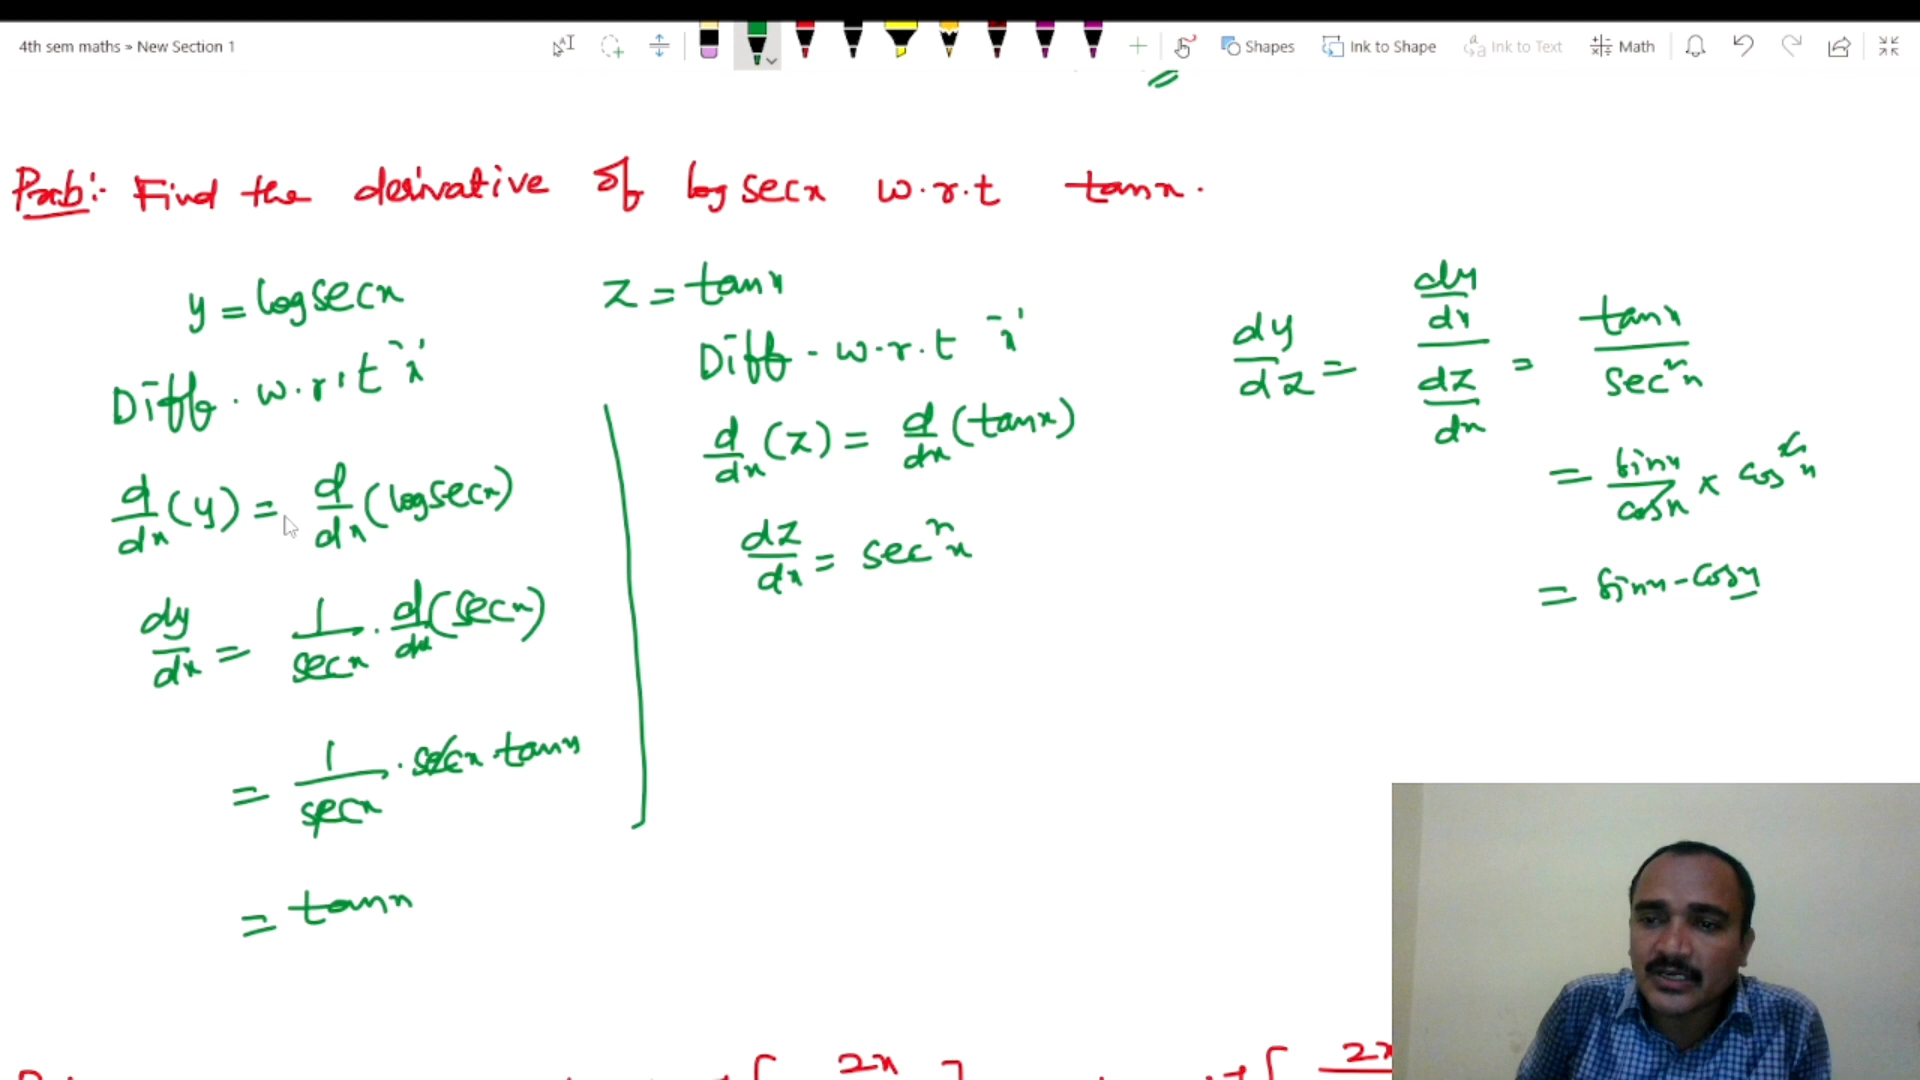 4th sem maths » New Section 1
Shapes
Ink to Shape
Ink to Text
Math
Prob:- Find the derivative of log secx w.r.t tanx.
y = log secx
Diff. w.r.t 'x'
d/dx (y) = d/dx (log secx)
dy/dx = 1/secx . d/dx (secx)
= 1/secx . secx . tanx
= tanx
z = tanx
Diff. w.r.t 'x'
d/dx (z) = d/dx (tanx)
dz/dx = sec²x
dy/dz = dy/dx / dz/dx = tanx / sec²x
= sinx/cosx × cos²x
= sinx - cosx
2x
2x